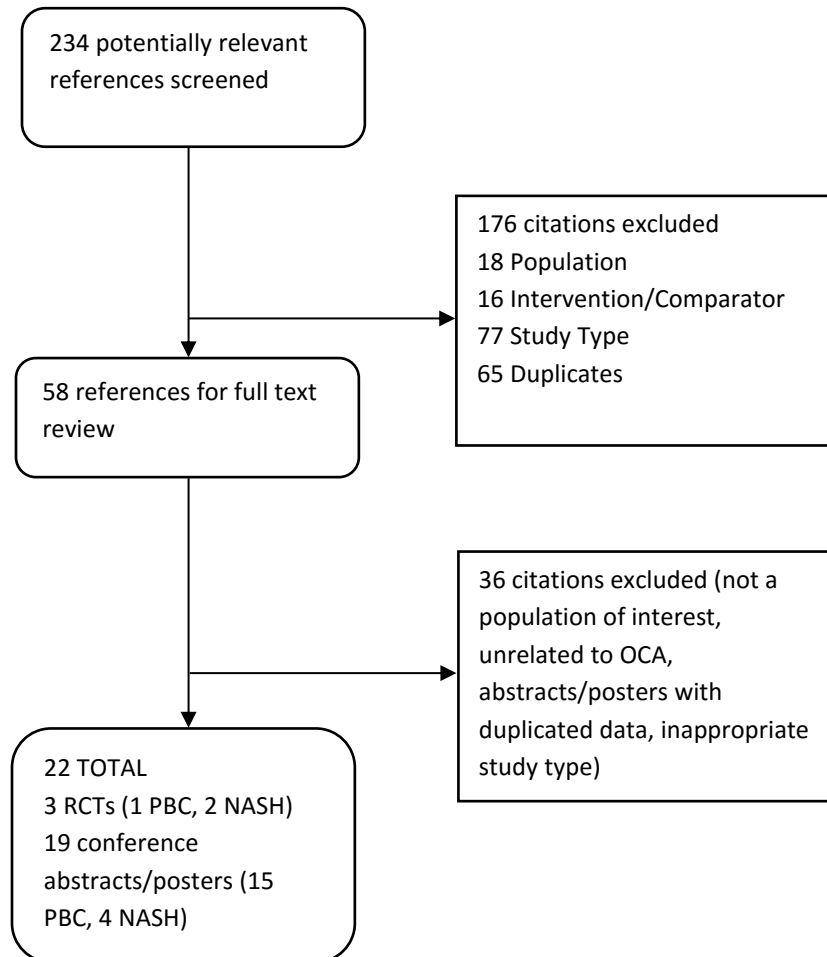 234 potentially relevant
references screened
176 citations excluded
18 Population
16 Intervention/Comparator
77 Study Type
65 Duplicates
58 references for full text
review
36 citations excluded (not a
population of interest,
unrelated to OCA,
abstracts/posters with
duplicated data, inappropriate
study type)
22 TOTAL
3 RCTs (1 PBC, 2 NASH)
19 conference
abstracts/posters (15
PBC, 4 NASH)